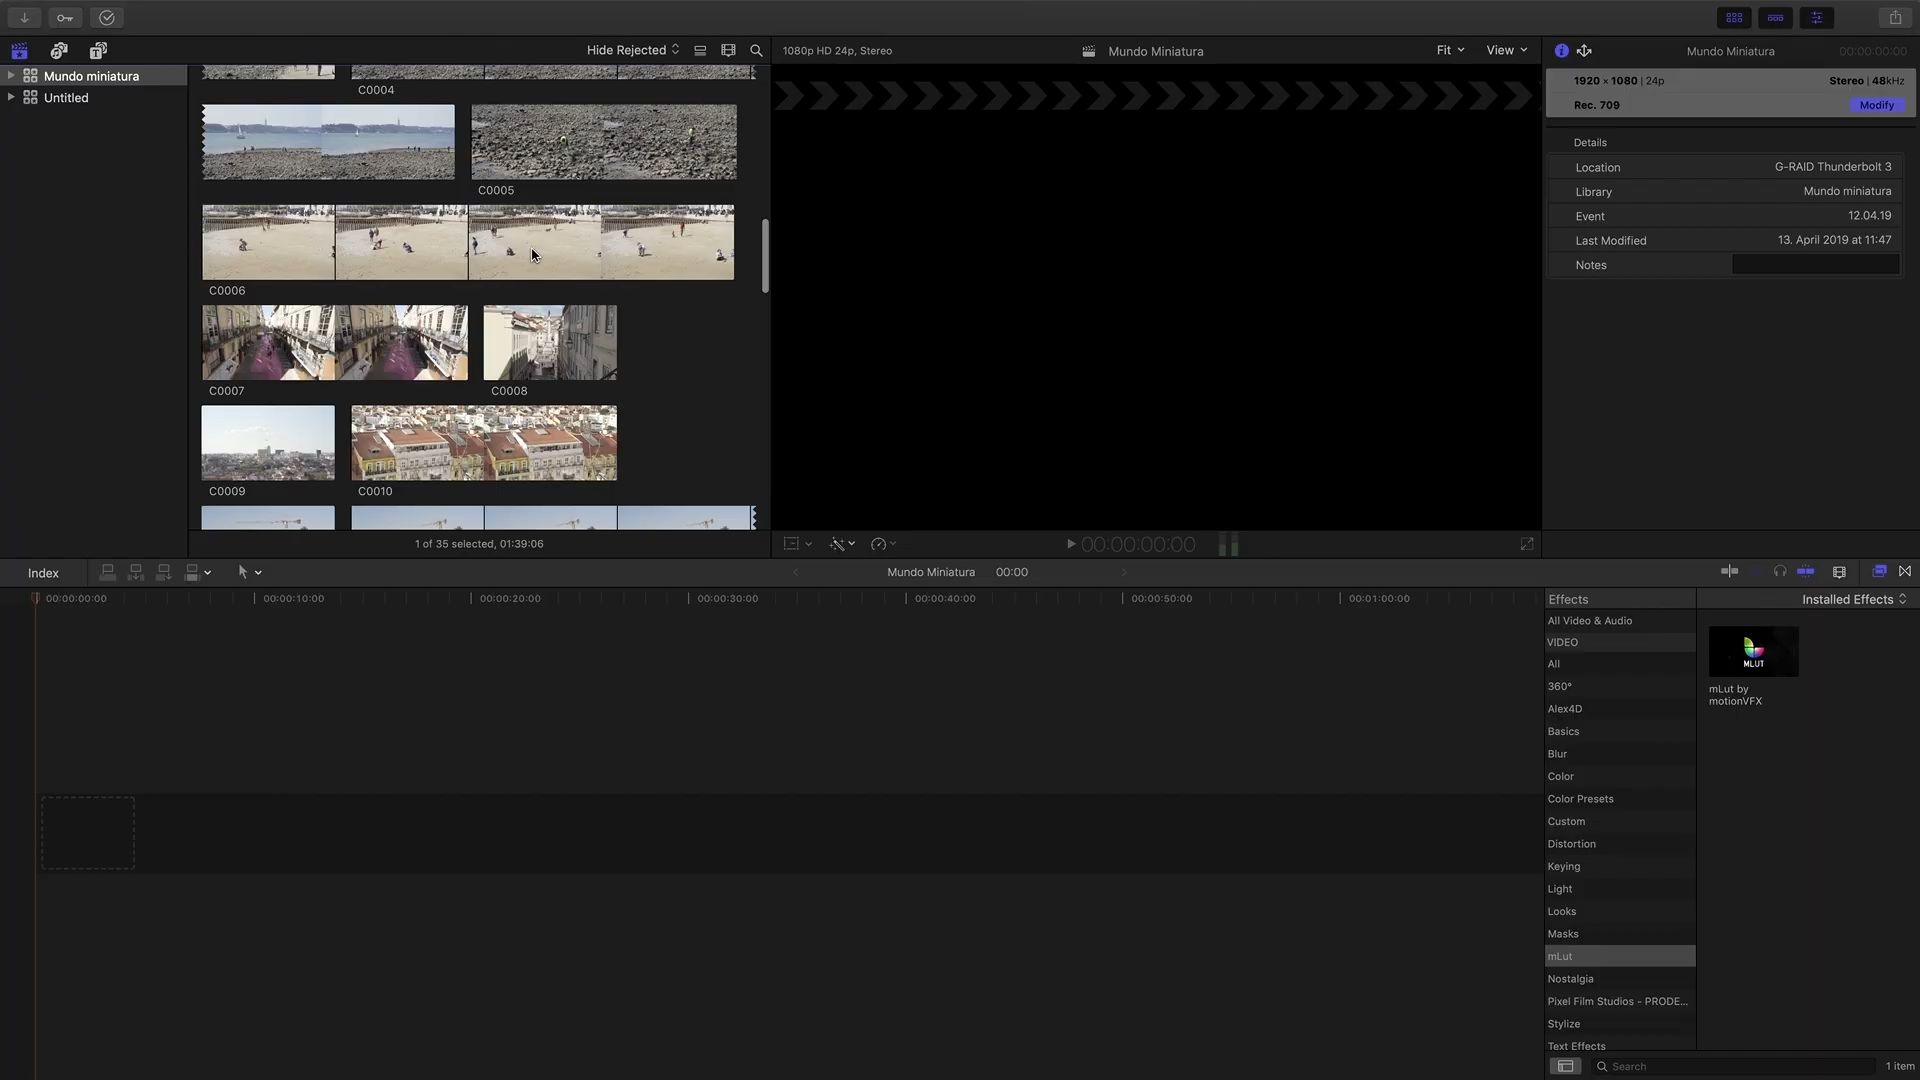 Hide Rejected
1080p HD 24p, Stereo
Mundo Miniatura
Fit
View
Mundo Miniatura
00:00:00:00
Mundo miniatura
Untitled
C0004
C0005
C0006
C0007
C0008
C0009
C0010
1 of 35 selected, 01:39:06
1920 × 1080 | 24p
Stereo | 48kHz
Rec. 709
Modify
Details
Location
G-RAID Thunderbolt 3
Library
Mundo miniatura
Event
12.04.19
Last Modified
13. April 2019 at 11:47
Notes
00:00:00:00
Index
Mundo Miniatura
00:00
00:00:00:00
00:00:10:00
00:00:20:00
00:00:30:00
00:00:40:00
00:00:50:00
00:01:00:00
Effects
Installed Effects
All Video & Audio
VIDEO
All
360°
Alex4D
Basics
Blur
Color
Color Presets
Custom
Distortion
Keying
Light
Looks
Masks
mLut
Nostalgia
Pixel Film Studios - PRODE...
Stylize
Text Effects
MLUT
mLut by
motionVFX
Search
1 item